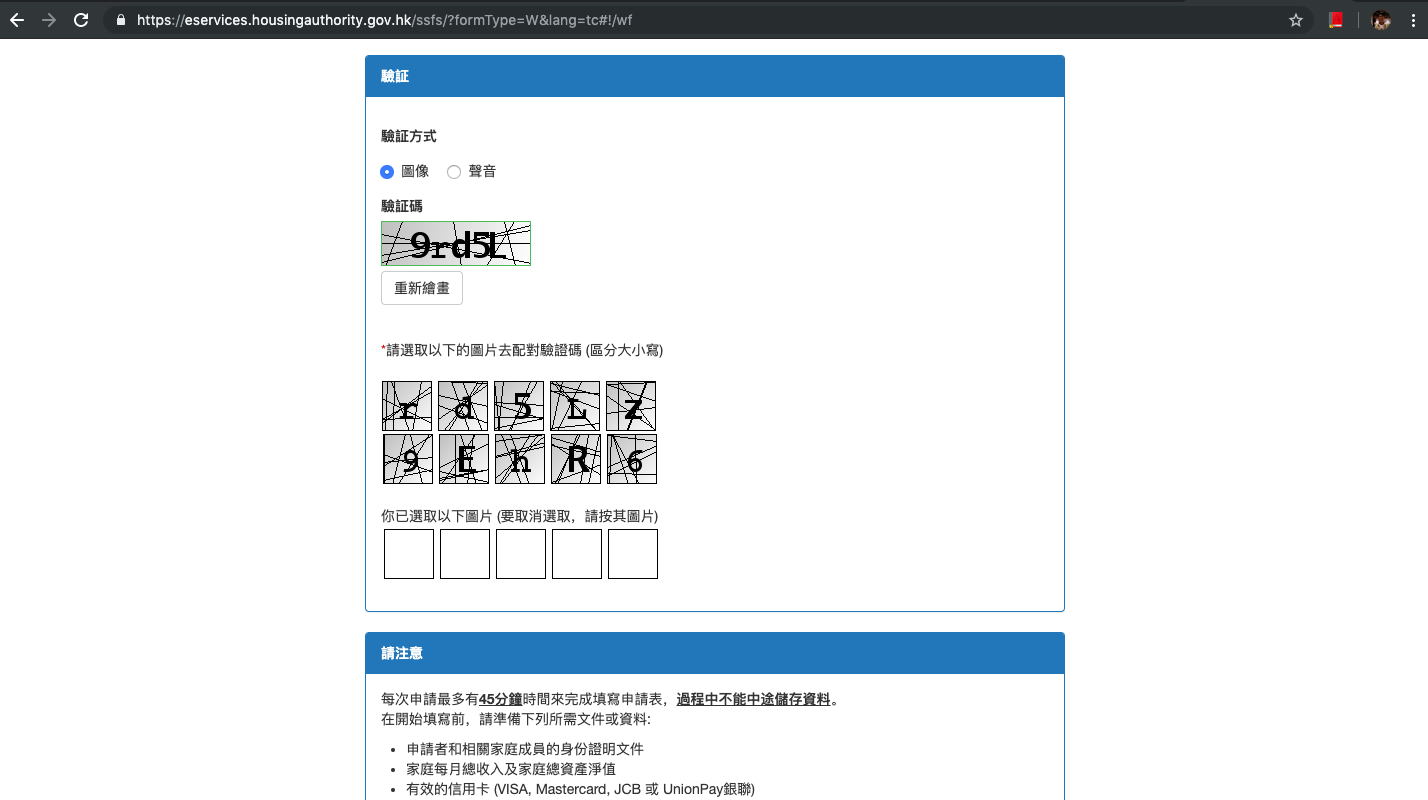 https://eservices.housingauthority.gov.hk/ssfs/?formType=W&lang=tc#!/wf
驗証
驗証方式
圖像 聲音
驗証碼
9rd5L
重新繪畫
*請選取以下的圖片去配對驗證碼 (區分大小寫)
r d 5 L Z
9 E h R 6
你已選取以下圖片 (要取消選取，請按其圖片)
請注意
每次申請最多有45分鐘時間來完成填寫申請表，過程中不能中途儲存資料。
在開始填寫前，請準備下列所需文件或資料:
• 申請者和相關家庭成員的身份證明文件
• 家庭每月總收入及家庭總資產淨值
• 有效的信用卡 (VISA, Mastercard, JCB 或 UnionPay銀聯)